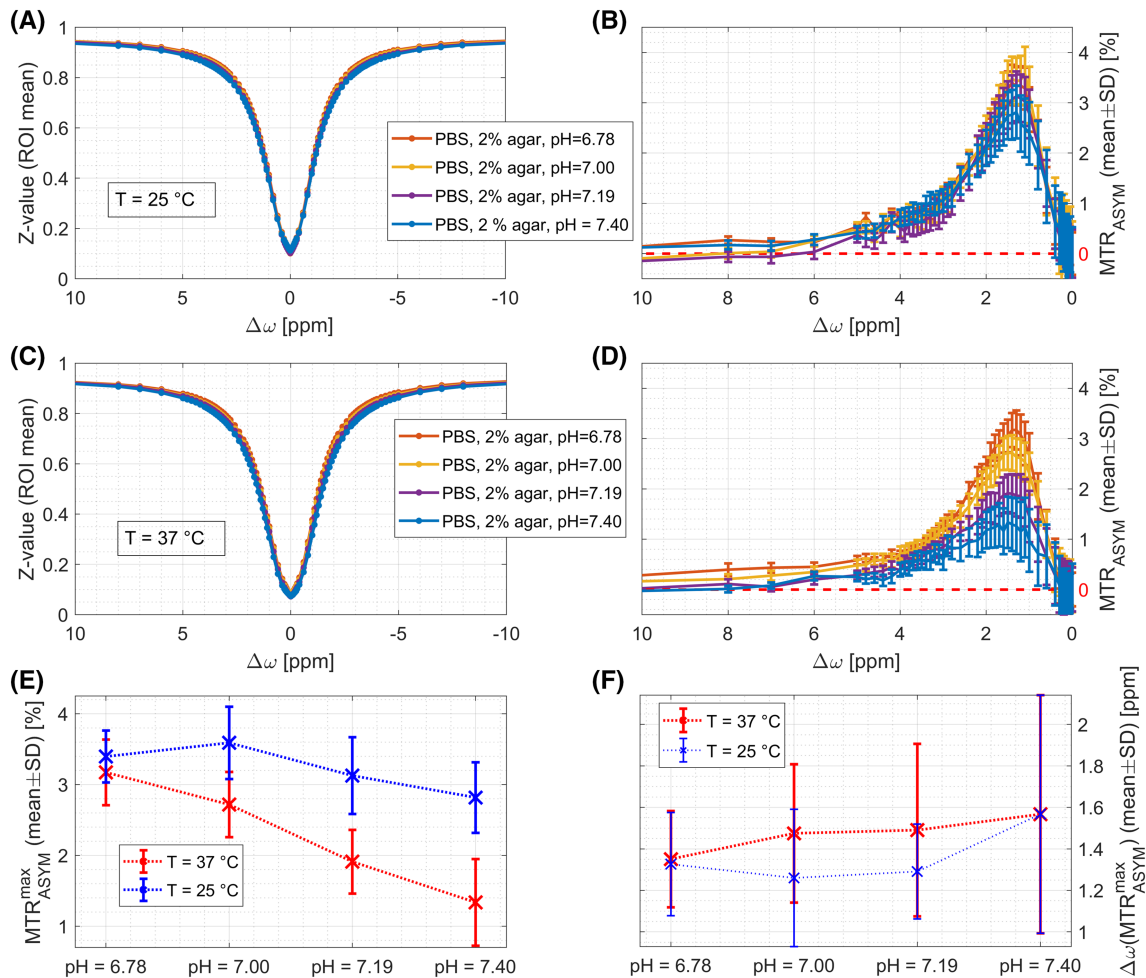 (A)
1
0.8
0.6
0.4
0.2
0
Z-value (ROI mean)
T = 25 °C
PBS, 2% agar, pH=6.78
PBS, 2% agar, pH=7.00
PBS, 2% agar, pH=7.19
PBS, 2 % agar, pH = 7.40
10 5 0 -5 -10
Δω [ppm]
(B)
4
3
2
1
0
MTR_ASYM (mean±SD) [%]
10 8 6 4 2 0
Δω [ppm]
(C)
1
0.8
0.6
0.4
0.2
0
Z-value (ROI mean)
T = 37 °C
PBS, 2% agar, pH=6.78
PBS, 2% agar, pH=7.00
PBS, 2% agar, pH=7.19
PBS, 2% agar, pH=7.40
10 5 0 -5 -10
Δω [ppm]
(D)
4
3
2
1
0
MTR_ASYM (mean±SD) [%]
10 8 6 4 2 0
Δω [ppm]
(E)
4
3
2
1
MTR^max_ASYM (mean±SD) [%]
T = 37 °C
T = 25 °C
pH = 6.78 pH = 7.00 pH = 7.19 pH = 7.40
(F)
T = 37 °C
T = 25 °C
2
1.8
1.6
1.4
1.2
1
Δω(MTR^max_ASYM) (mean±SD) [ppm]
pH = 6.78 pH = 7.00 pH = 7.19 pH = 7.40